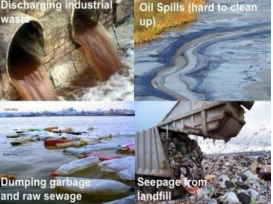 Discharging industrial
waste
Oil Spills (hard to clean
up)
Dumping garbage
and raw sewage
Seepage from
landfill